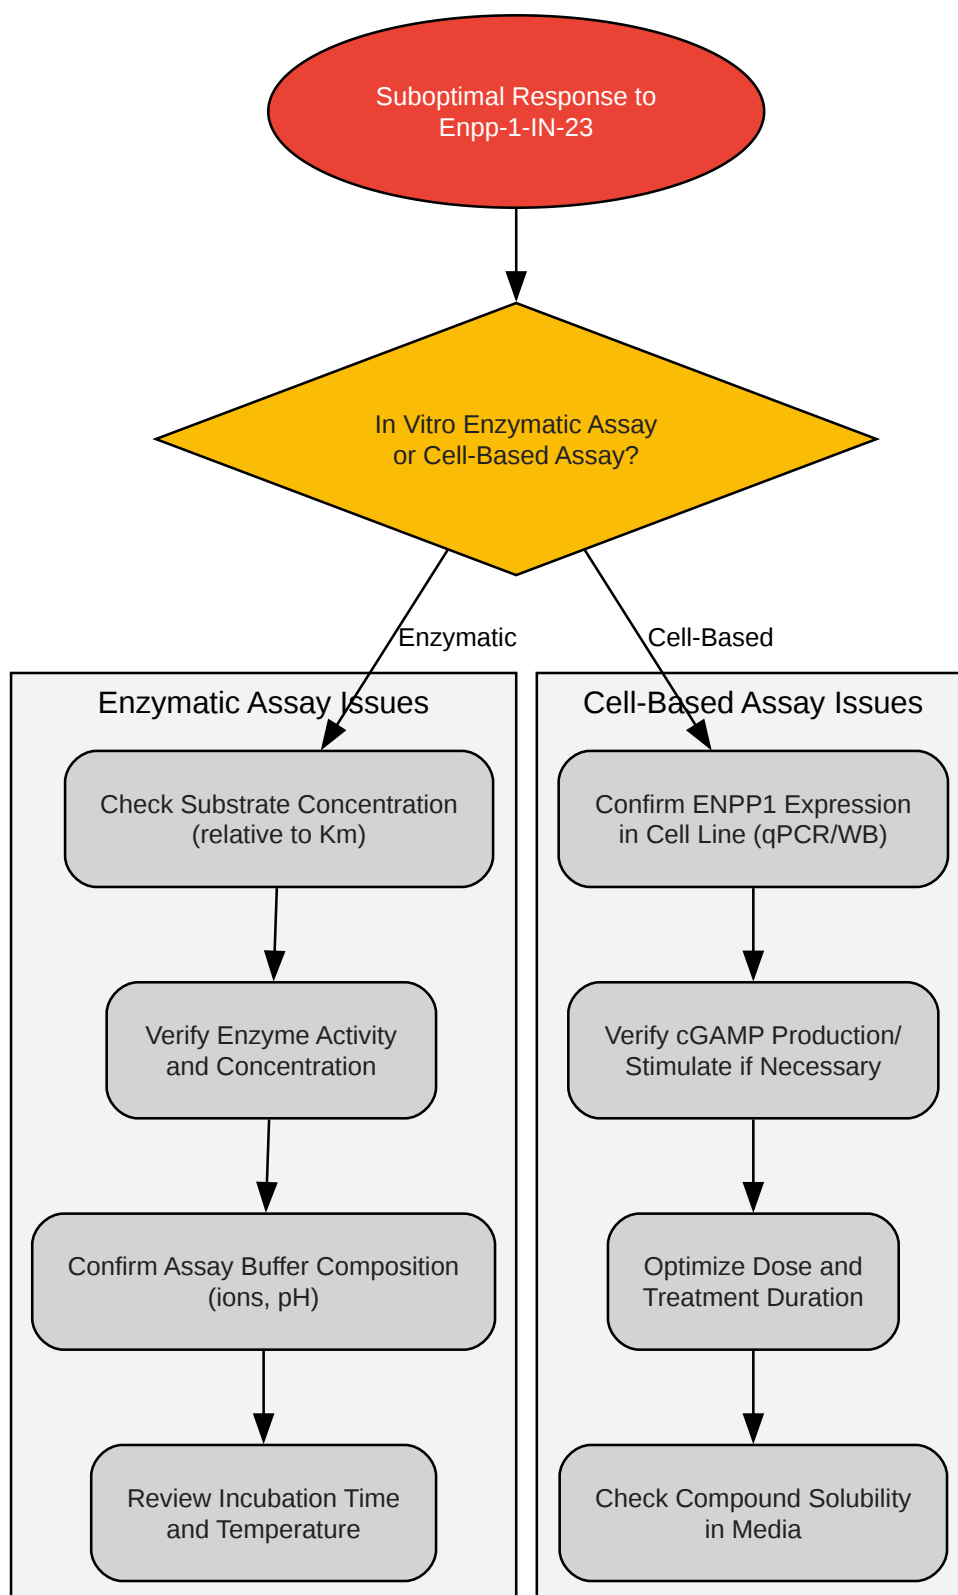 Suboptimal Response to
Enpp-1-IN-23
In Vitro Enzymatic Assay
or Cell-Based Assay?
Enzymatic
Cell-Based
Enzymatic Assay Issues
Check Substrate Concentration
(relative to Km)
Verify Enzyme Activity
and Concentration
Confirm Assay Buffer Composition
(ions, pH)
Review Incubation Time
and Temperature
Cell-Based Assay Issues
Confirm ENPP1 Expression
in Cell Line (qPCR/WB)
Verify cGAMP Production/
Stimulate if Necessary
Optimize Dose and
Treatment Duration
Check Compound Solubility
in Media